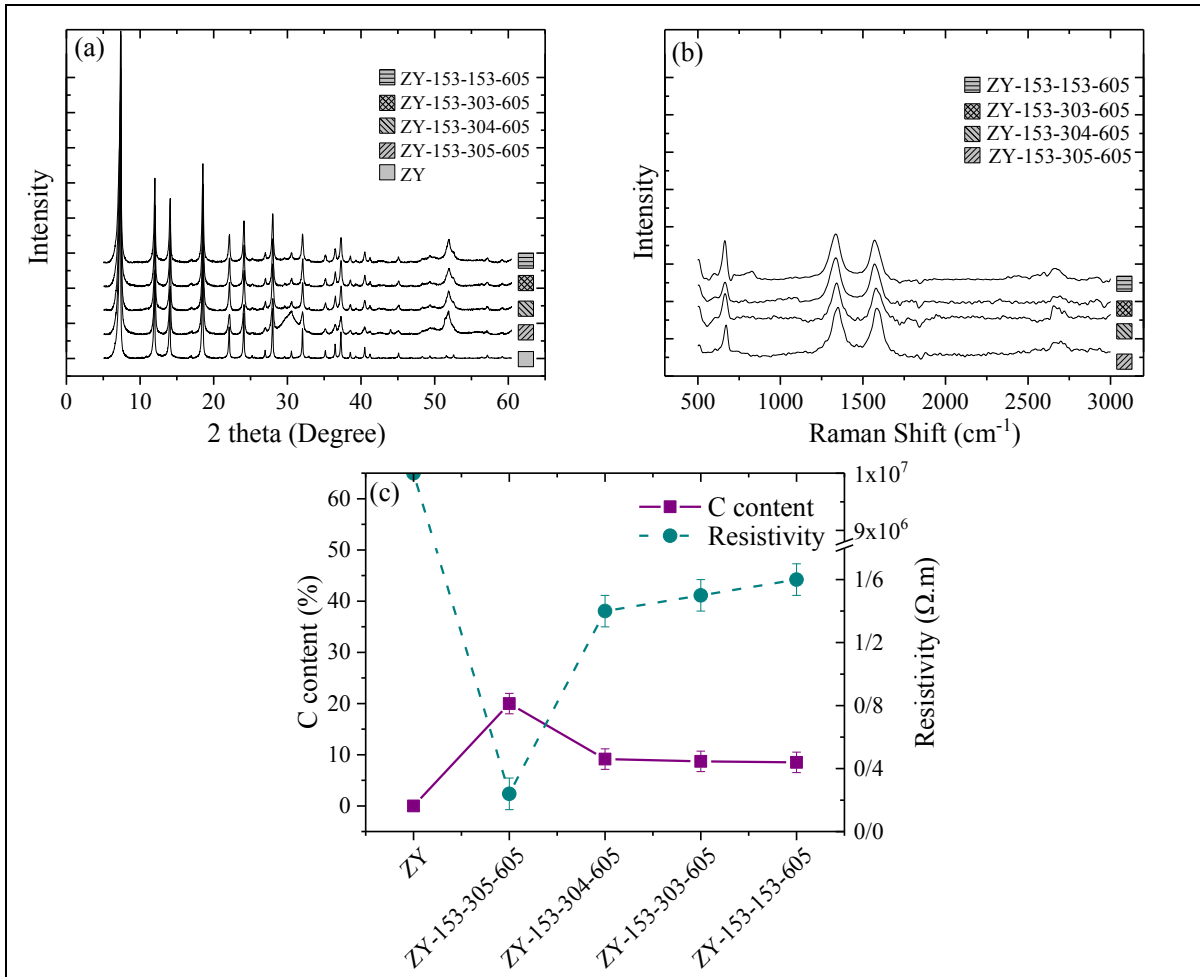 (a)
ZY-153-153-605
ZY-153-303-605
ZY-153-304-605
ZY-153-305-605
ZY
Intensity
0 10 20 30 40 50 60
2 theta (Degree)
(b)
ZY-153-153-605
ZY-153-303-605
ZY-153-304-605
ZY-153-305-605
Intensity
500 1000 1500 2000 2500 3000
Raman Shift (cm⁻¹)
(c)
C content
Resistivity
60
50
40
30
20
10
0
C content (%)
1x10⁷
9x10⁶
1/6
1/2
0/8
0/4
0/0
Resistivity (Ω.m)
ZY
ZY-153-305-605
ZY-153-304-605
ZY-153-303-605
ZY-153-153-605